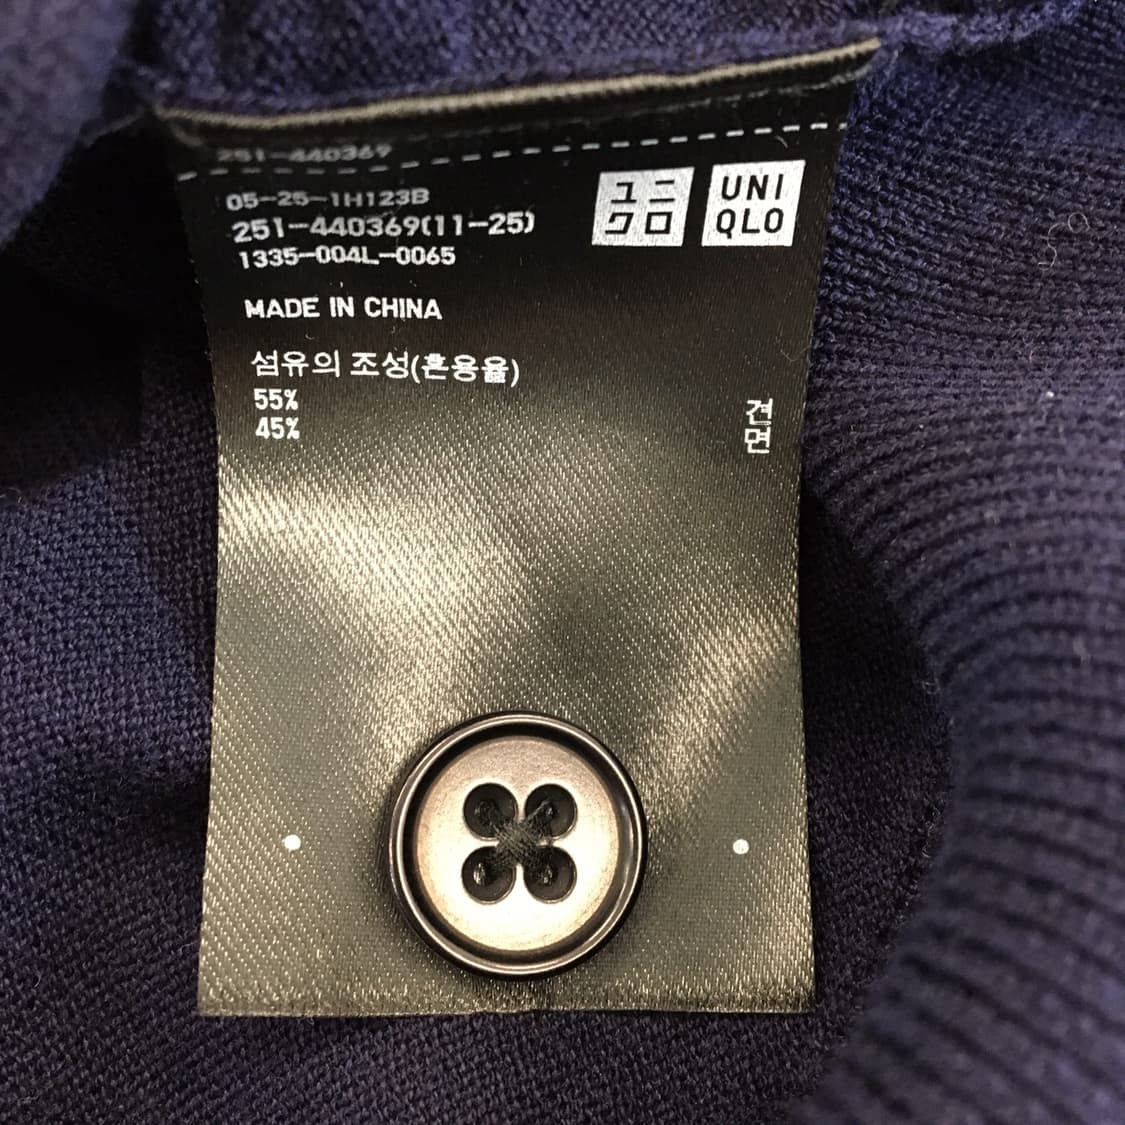 251-440369
05-25-1H123B
251-440369(11-25)
1335-004L-0065
ユニ
クロ
UNI
QLO
MADE IN CHINA
섬유의 조성(혼용율)
55% 견
45% 면